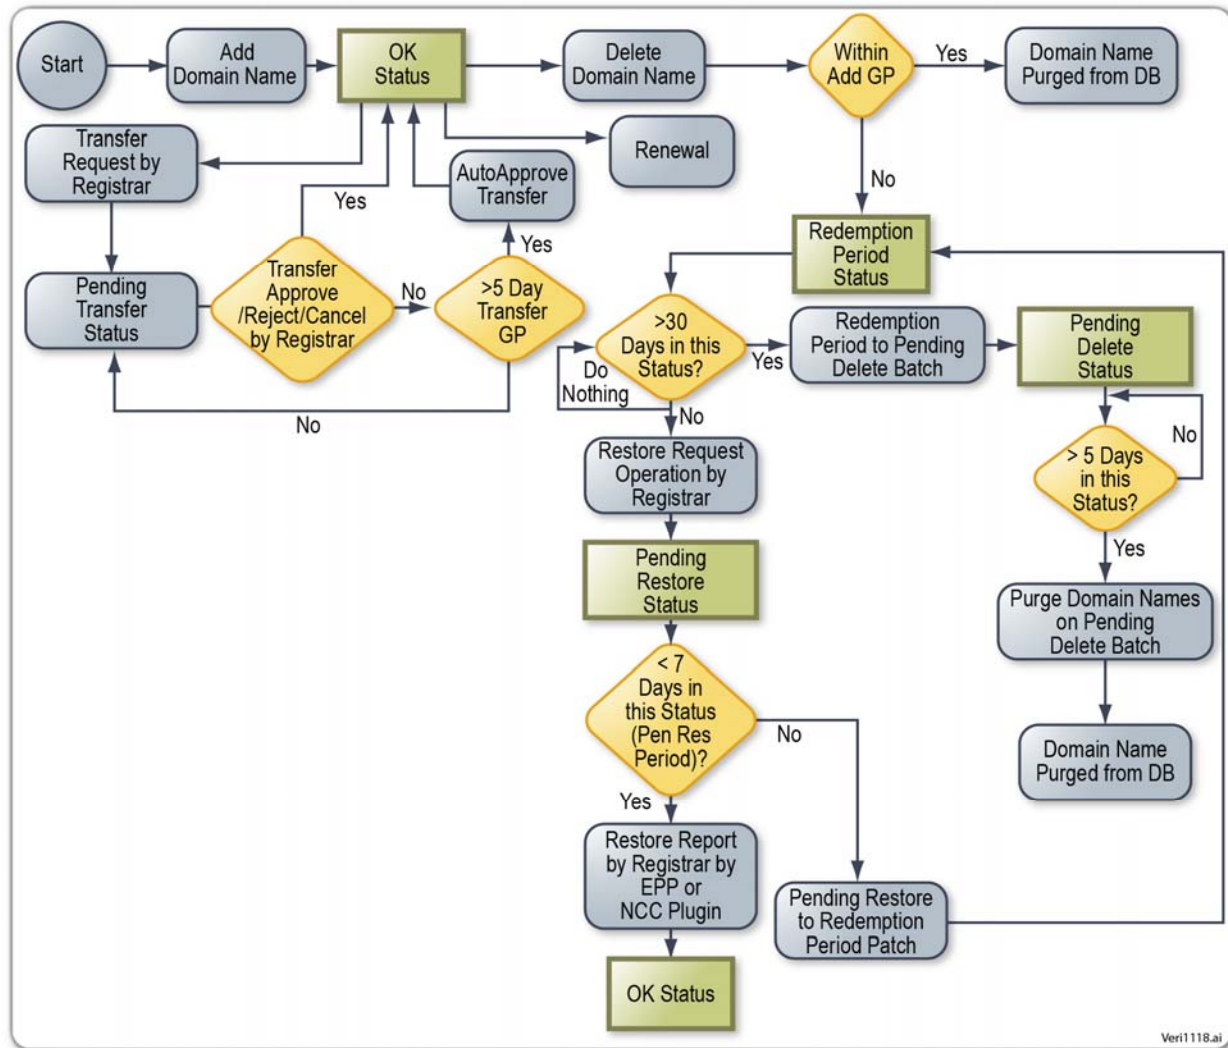 Start
Add
Domain Name
OK
Status
Delete
Domain Name
Within
Add GP
Yes
Domain Name
Purged from DB
Transfer
Request by
Registrar
Renewal
AutoApprove
Transfer
Yes
No
Yes
Redemption
Period
Status
Pending
Transfer
Status
Transfer
Approve
/Reject/Cancel
by Registrar
No
>5 Day
Transfer
GP
No
>30
Days in this
Status?
Do
Nothing
Yes
No
Redemption
Period to Pending
Delete Batch
Pending
Delete
Status
No
> 5 Days
in this
Status?
Yes
Restore Request
Operation by
Registrar
Pending
Restore
Status
Purge Domain Names
on Pending
Delete Batch
< 7
Days in
this Status
(Pen Res
Period)?
No
Yes
Domain Name
Purged from DB
Restore Report
by Registrar by
EPP or
NCC Plugin
Pending Restore
to Redemption
Period Patch
OK Status
Veri1118.ai